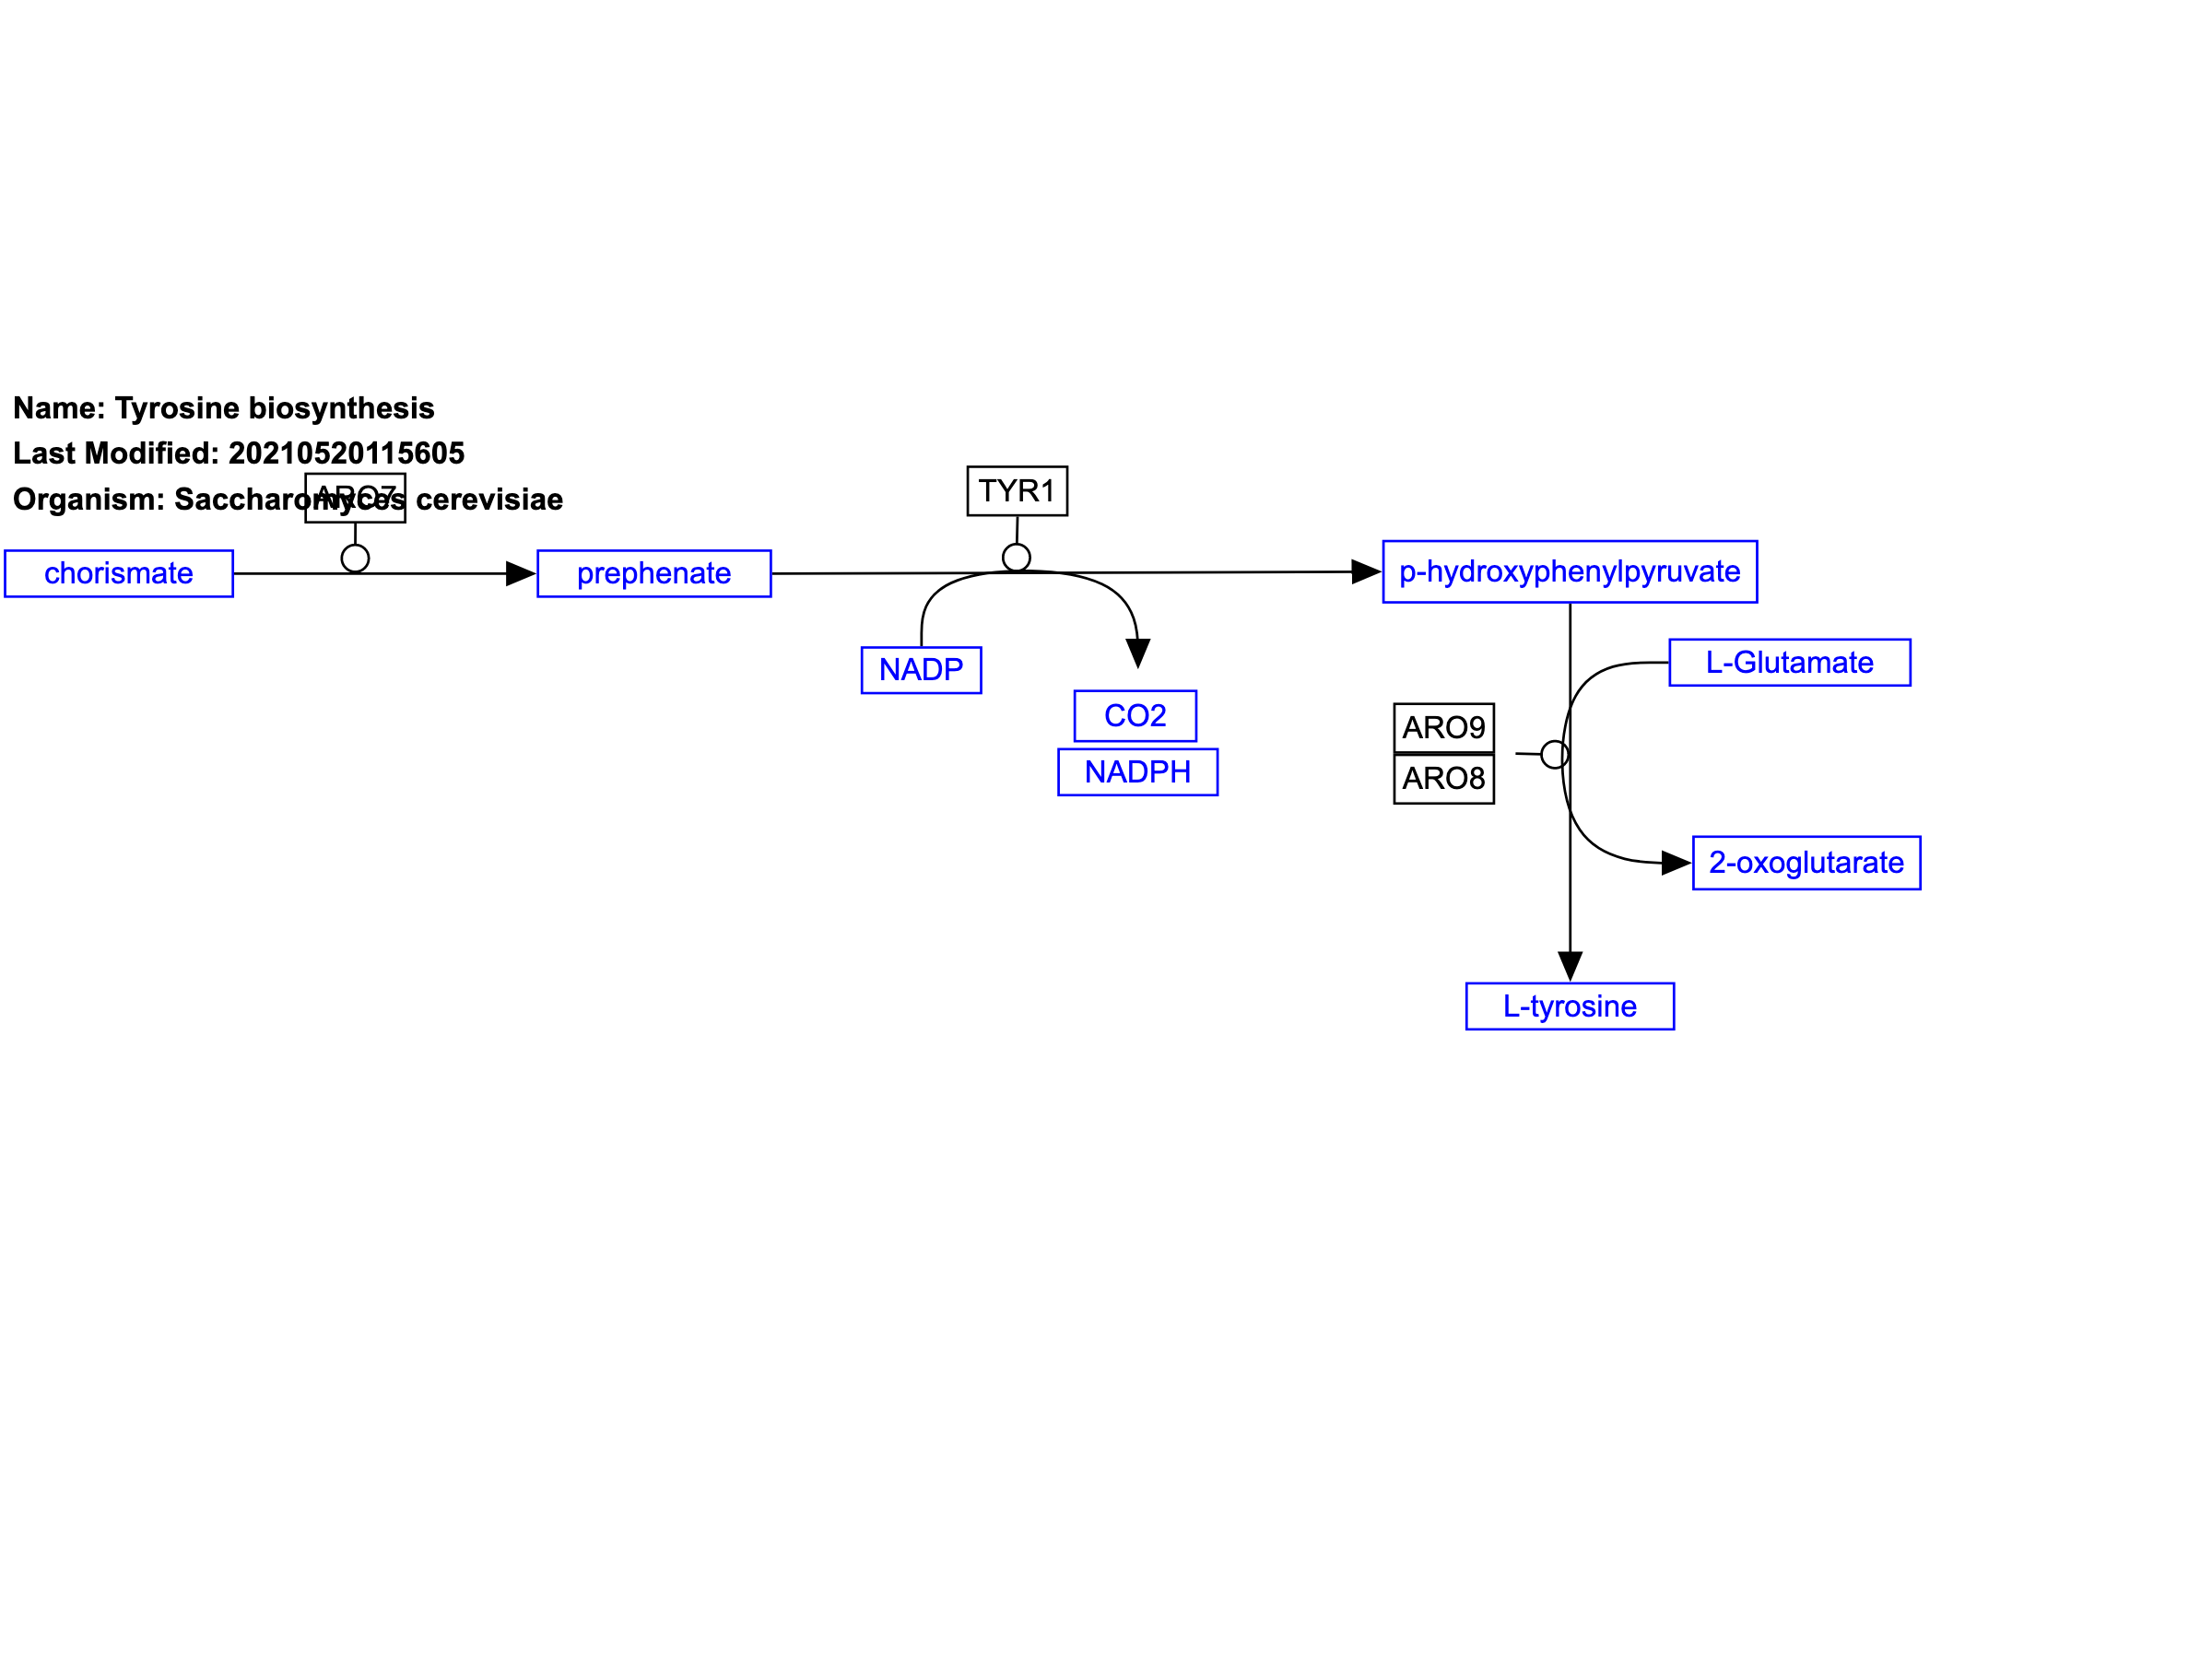 Name: Tyrosine biosynthesis
Last Modified: 20210520115605
Organism: Saccharomyces cerevisiae
ARO7
TYR1
chorismate
prephenate
p-hydroxyphenylpyruvate
NADP
L-Glutamate
CO2
ARO9
NADPH
ARO8
2-oxoglutarate
L-tyrosine